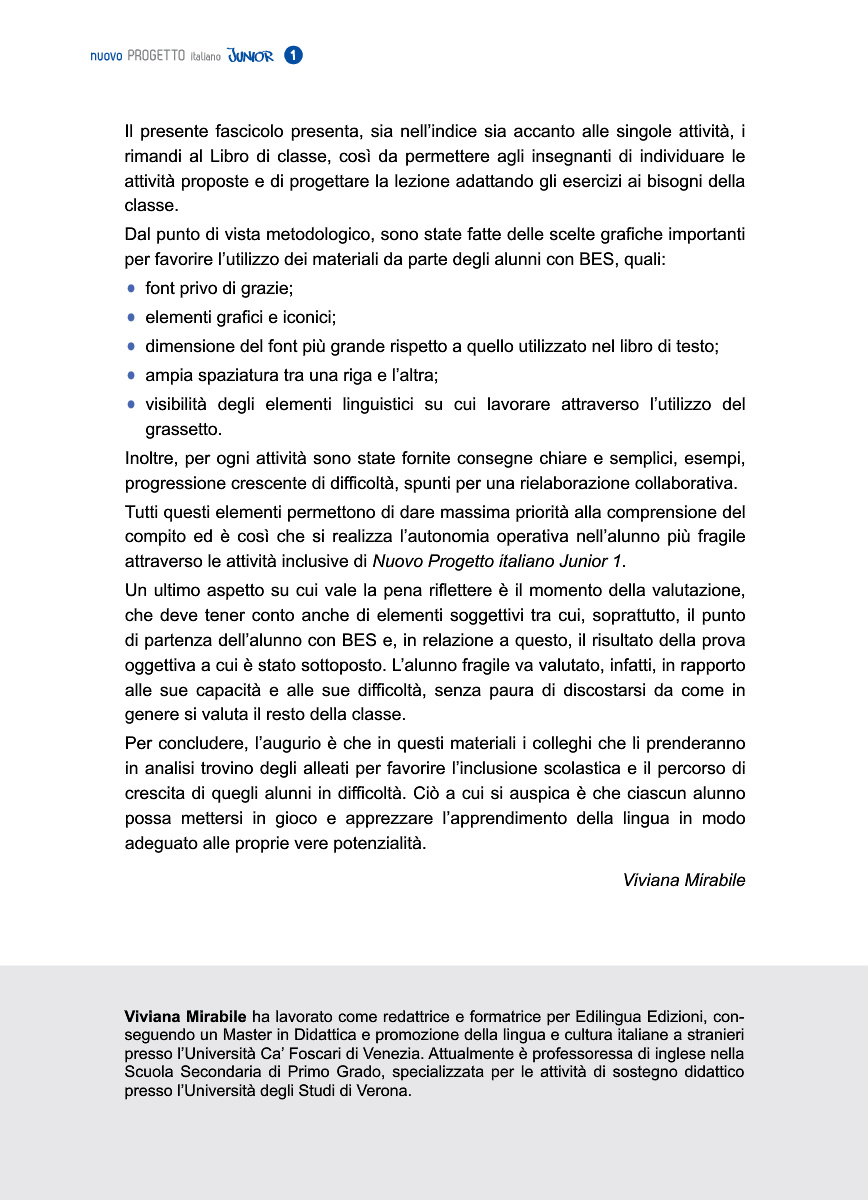 nuovo PROGETTO italiano JUNIOR 1
Il presente fascicolo presenta, sia nell’indice sia accanto alle singole attività, i
rimandi al Libro di classe, così da permettere agli insegnanti di individuare le
attività proposte e di progettare la lezione adattando gli esercizi ai bisogni della
classe.
Dal punto di vista metodologico, sono state fatte delle scelte grafiche importanti
per favorire l’utilizzo dei materiali da parte degli alunni con BES, quali:
• font privo di grazie;
• elementi grafici e iconici;
• dimensione del font più grande rispetto a quello utilizzato nel libro di testo;
• ampia spaziatura tra una riga e l’altra;
• visibilità degli elementi linguistici su cui lavorare attraverso l’utilizzo del
grassetto.
Inoltre, per ogni attività sono state fornite consegne chiare e semplici, esempi,
progressione crescente di difficoltà, spunti per una rielaborazione collaborativa.
Tutti questi elementi permettono di dare massima priorità alla comprensione del
compito ed è così che si realizza l’autonomia operativa nell’alunno più fragile
attraverso le attività inclusive di Nuovo Progetto italiano Junior 1.
Un ultimo aspetto su cui vale la pena riflettere è il momento della valutazione,
che deve tener conto anche di elementi soggettivi tra cui, soprattutto, il punto
di partenza dell’alunno con BES e, in relazione a questo, il risultato della prova
oggettiva a cui è stato sottoposto. L’alunno fragile va valutato, infatti, in rapporto
alle sue capacità e alle sue difficoltà, senza paura di discostarsi da come in
genere si valuta il resto della classe.
Per concludere, l’augurio è che in questi materiali i colleghi che li prenderanno
in analisi trovino degli alleati per favorire l’inclusione scolastica e il percorso di
crescita di quegli alunni in difficoltà. Ciò a cui si auspica è che ciascun alunno
possa mettersi in gioco e apprezzare l’apprendimento della lingua in modo
adeguato alle proprie vere potenzialità.
Viviana Mirabile
Viviana Mirabile ha lavorato come redattrice e formatrice per Edilingua Edizioni, con-
seguendo un Master in Didattica e promozione della lingua e cultura italiane a stranieri
presso l’Università Ca’ Foscari di Venezia. Attualmente è professoressa di inglese nella
Scuola Secondaria di Primo Grado, specializzata per le attività di sostegno didattico
presso l’Università degli Studi di Verona.